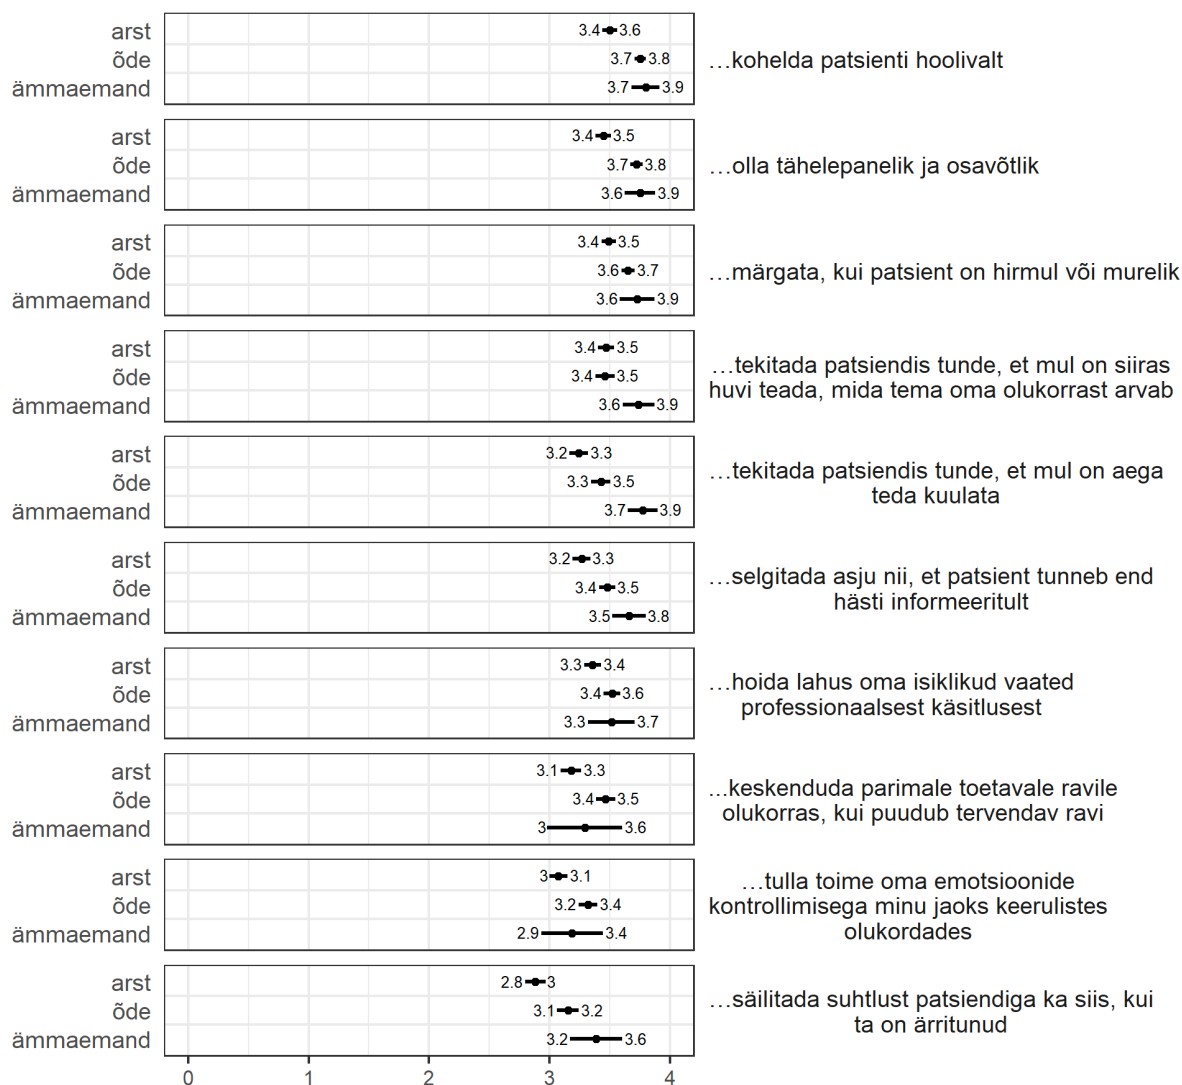 arst 3.4 3.6
õde 3.7 3.8
ämmaemand 3.7 3.9
…kohelda patsienti hoolivalt
arst 3.4 3.5
õde 3.7 3.8
ämmaemand 3.6 3.9
…olla tähelepanelik ja osavõtlik
arst 3.4 3.5
õde 3.6 3.7
ämmaemand 3.6 3.9
…märgata, kui patsient on hirmul või murelik
arst 3.4 3.5
õde 3.4 3.5
ämmaemand 3.6 3.9
…tekitada patsiendis tunde, et mul on siiras
huvi teada, mida tema oma olukorrast arvab
arst 3.2 3.3
õde 3.3 3.5
ämmaemand 3.7 3.9
…tekitada patsiendis tunde, et mul on aega
teda kuulata
arst 3.2 3.3
õde 3.4 3.5
ämmaemand 3.5 3.8
…selgitada asju nii, et patsient tunneb end
hästi informeeritult
arst 3.3 3.4
õde 3.4 3.6
ämmaemand 3.3 3.7
…hoida lahus oma isiklikud vaated
professionaalsest käsitlusest
arst 3.1 3.3
õde 3.4 3.5
ämmaemand 3 3.6
...keskenduda parimale toetavale ravile
olukorras, kui puudub tervendav ravi
arst 3 3.1
õde 3.2 3.4
ämmaemand 2.9 3.4
…tulla toime oma emotsioonide
kontrollimisega minu jaoks keerulistes
olukordades
arst 2.8 3
õde 3.1 3.2
ämmaemand 3.2 3.6
…säilitada suhtlust patsiendiga ka siis, kui
ta on ärritunud
0 1 2 3 4